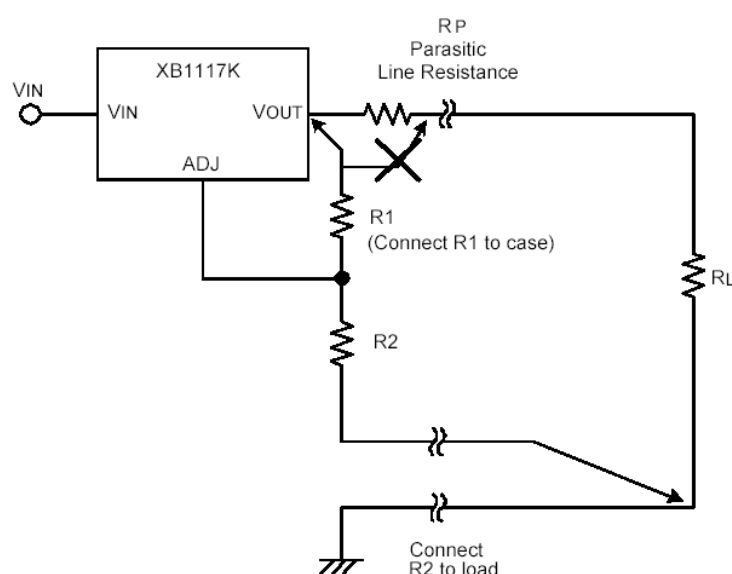 RP
Parasitic
Line Resistance
XB1117K
VIN
VIN
VOUT
ADJ
R1
(Connect R1 to case)
RL
R2
Connect
R2 to load